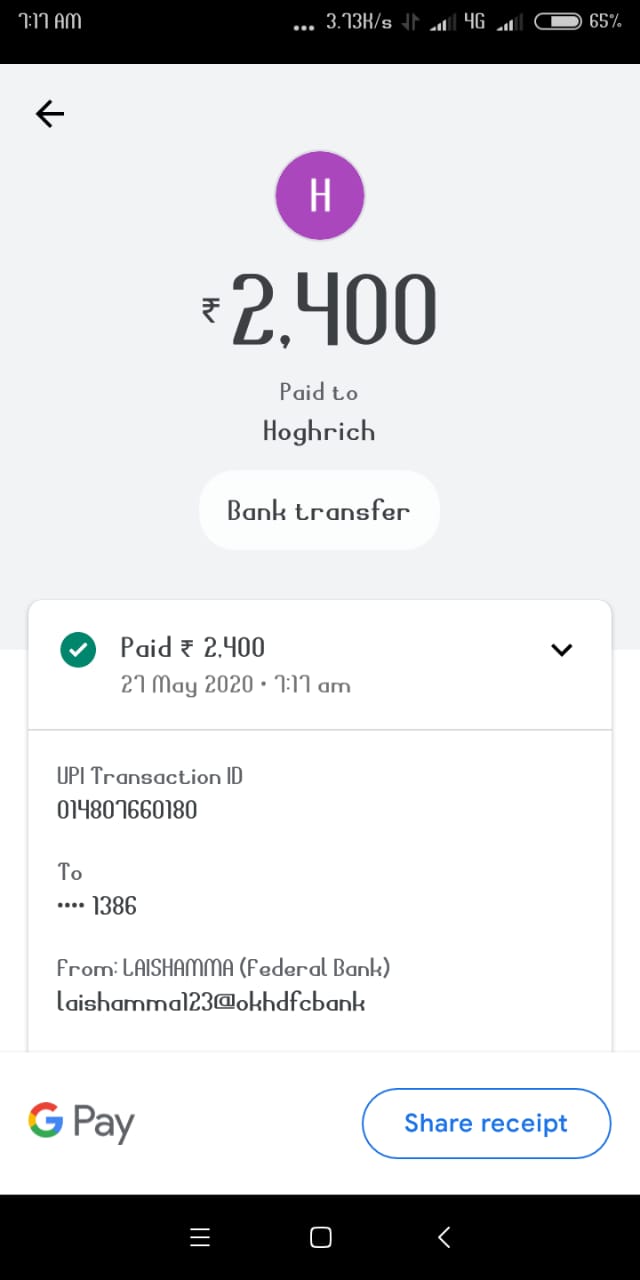 7:17 AM ... 3.73K/s 4G 65%
H
₹2,400
Paid to
Hoghrich
Bank transfer
Paid ₹ 2,400
27 May 2020 • 7:17 am
UPI Transaction ID
014807660180
To
•••• 1386
From: LAISHAMMA (Federal Bank)
laishamma123@okhdfcbank
G Pay
Share receipt